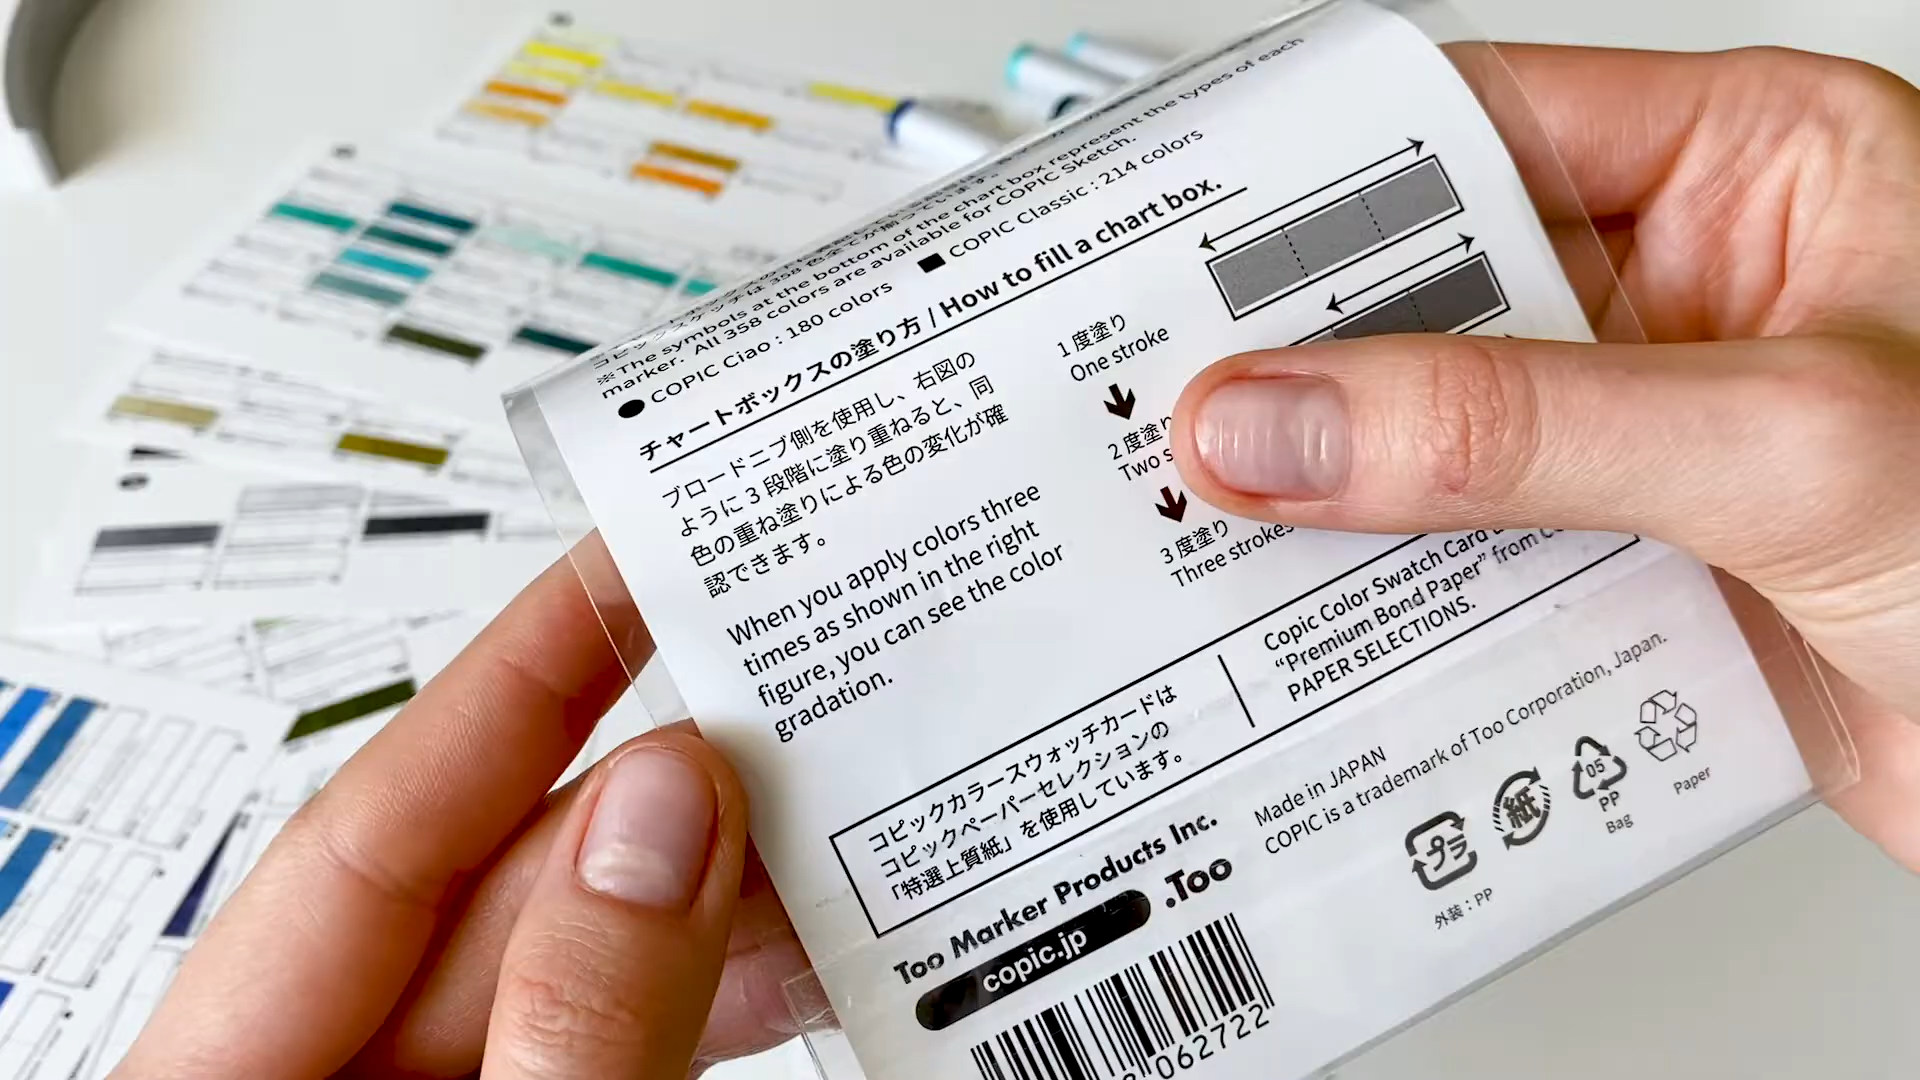 represent the types of each
※The symbols at the bottom of the chart box
marker. All 358 colors are available for COPIC Sketch.
● COPIC Ciao : 180 colors
■ COPIC Classic : 214 colors
チャートボックスの塗り方 / How to fill a chart box.
ブロードニブ側を使用し、右図の
ように 3 段階に塗り重ねると、同
色の重ね塗りによる色の変化が確
認できます。
When you apply colors three
times as shown in the right
figure, you can see the color
gradation.
1 度塗り
One stroke
2 度塗り
Two
3 度塗り
Three strokes
コピックカラースウォッチカードは
コピックペーパーセレクションの
「特選上質紙」を使用しています。
Copic Color Swatch Card
“Premium Bond Paper” from
PAPER SELECTIONS.
Too Marker Products Inc.
copic.jp
.Too
Made in JAPAN
COPIC is a trademark of Too Corporation, Japan.
プラ
外装：PP
紙
05
PP
Bag
Paper
062722